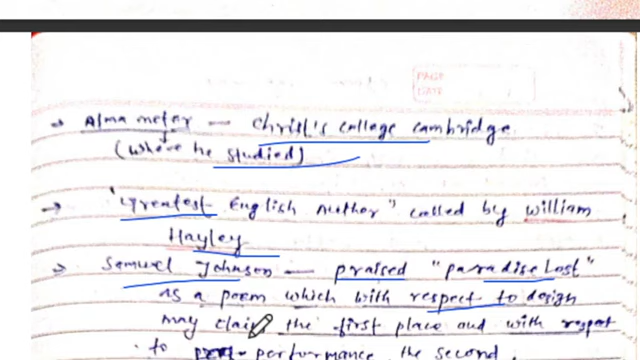 PAGE
DATE
→ Alma meter — Christ's collage cambridge
(where he studied)
→ "Greatest English Author" called by William
Hayley
→ Samuel Johnson — praised "paradise Lost"
as a poem which with respect to design
may claim the first place and with respect
to performance the second